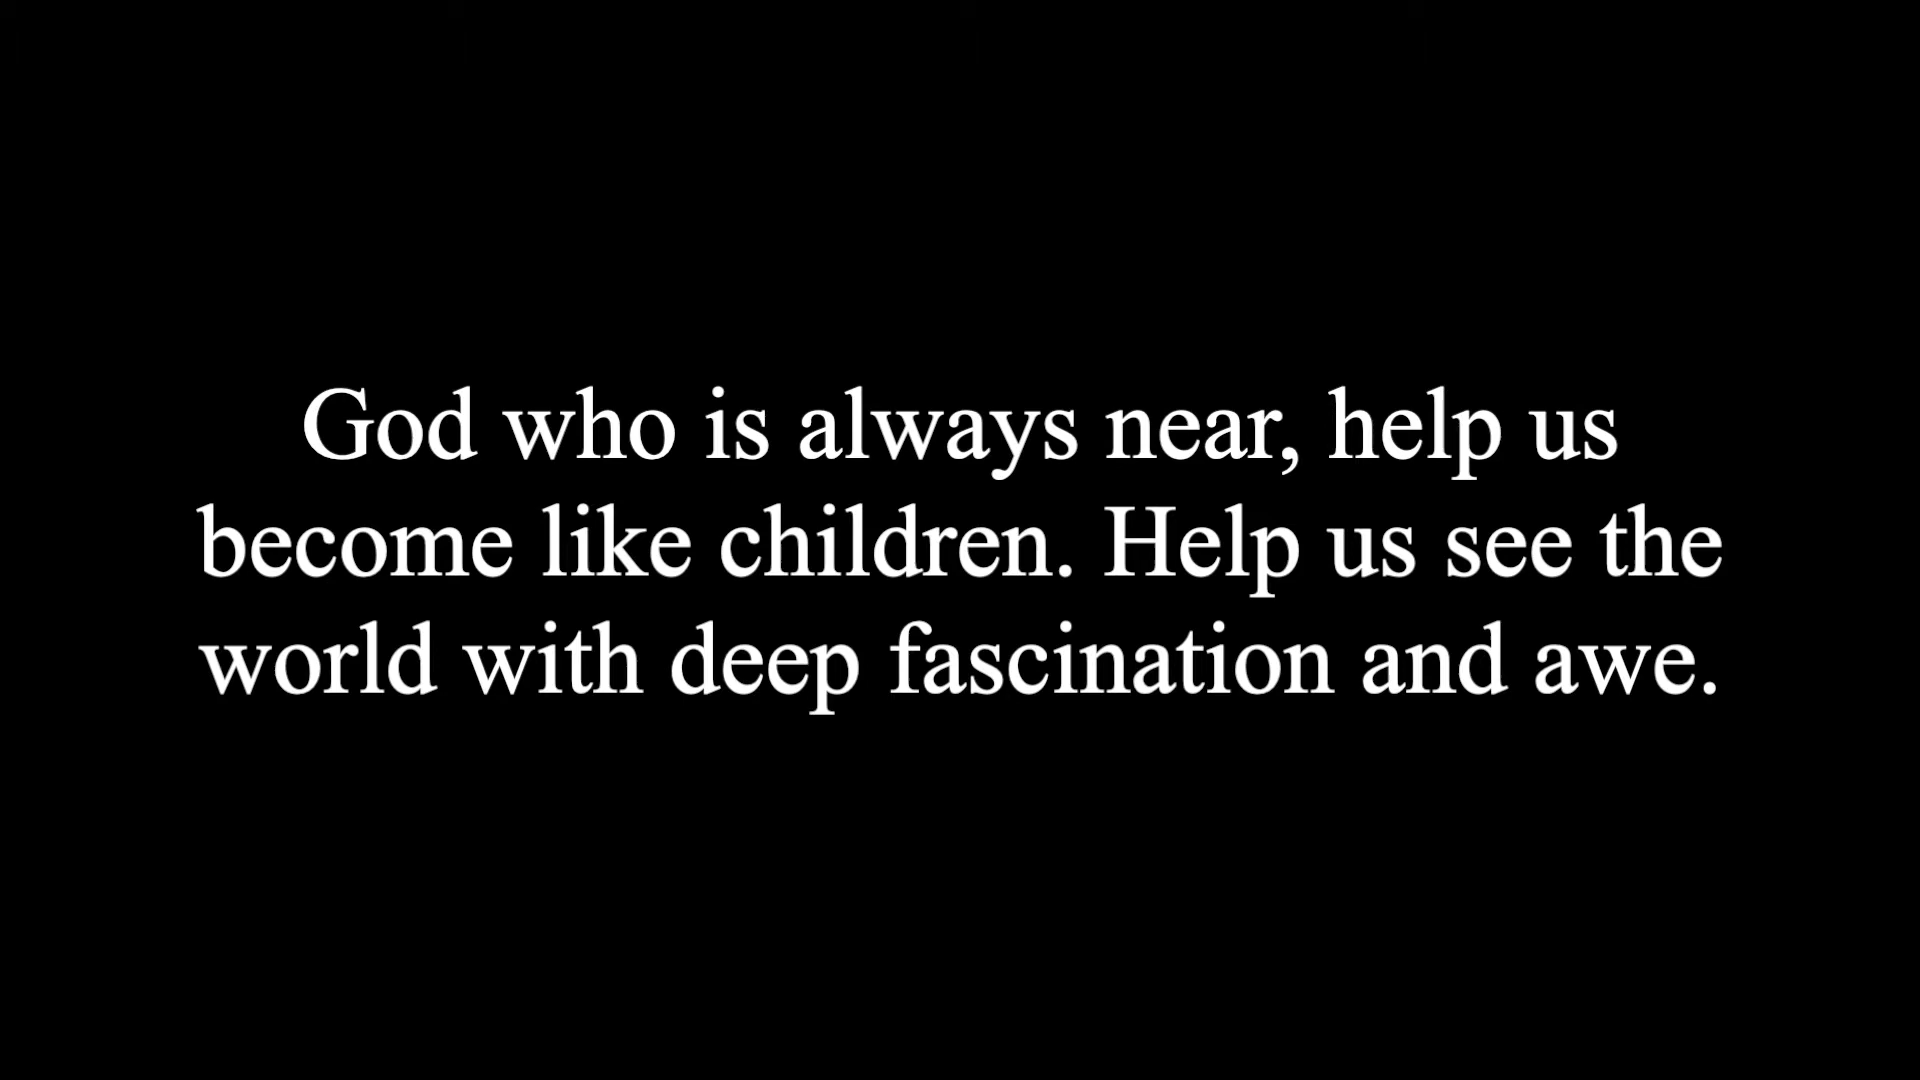 God who is always near, help us
become like children. Help us see the
world with deep fascination and awe.